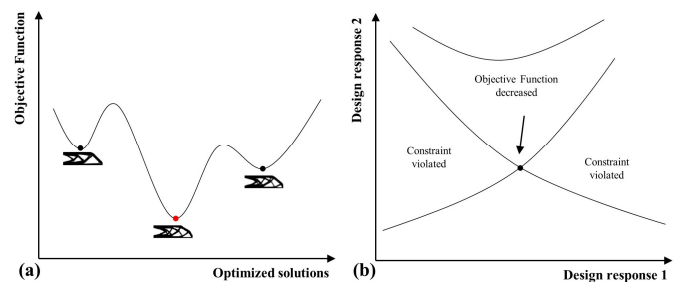 Objective Function
(a)
Optimized solutions
Design response 2
Objective Function
decreased
Constraint
violated
Constraint
violated
(b)
Design response 1